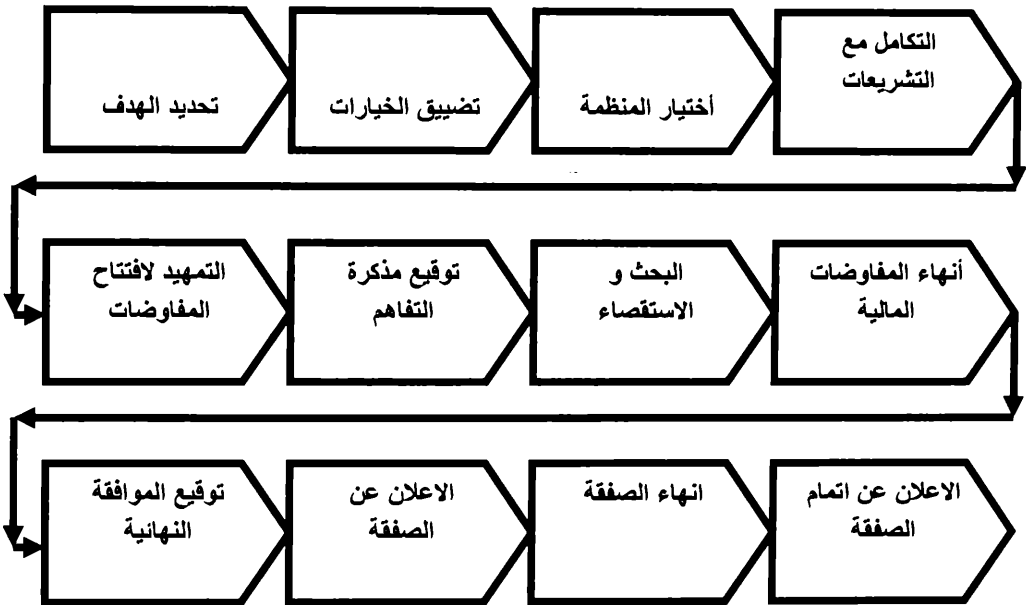 تحديد الهدف
تضييق الخيارات
أختيار المنظمة
التكامل مع
التشريعات
التمهيد لافتتاح
المفاوضات
توقيع مذكرة
التفاهم
البحث و
الاستقصاء
أنهاء المفاوضات
المالية
توقيع الموافقة
النهائية
الاعلان عن
الصفقة
انهاء الصفقة
الاعلان عن اتمام
الصفقة